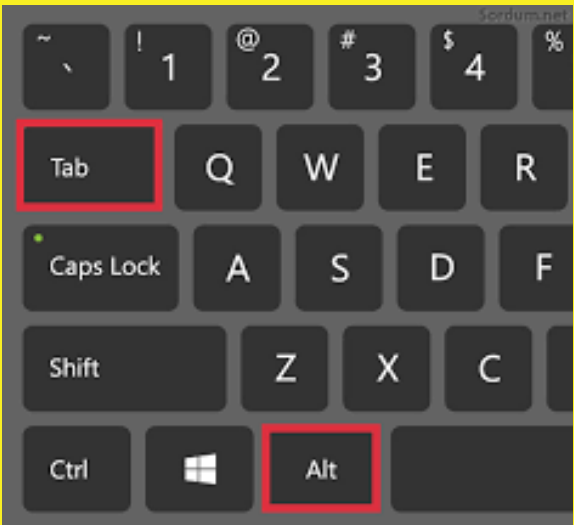 Sordum.net
~ ! @ # $ %
` 1 2 3 4
Tab Q W E R
Caps Lock A S D F
Shift Z X C
Ctrl Alt